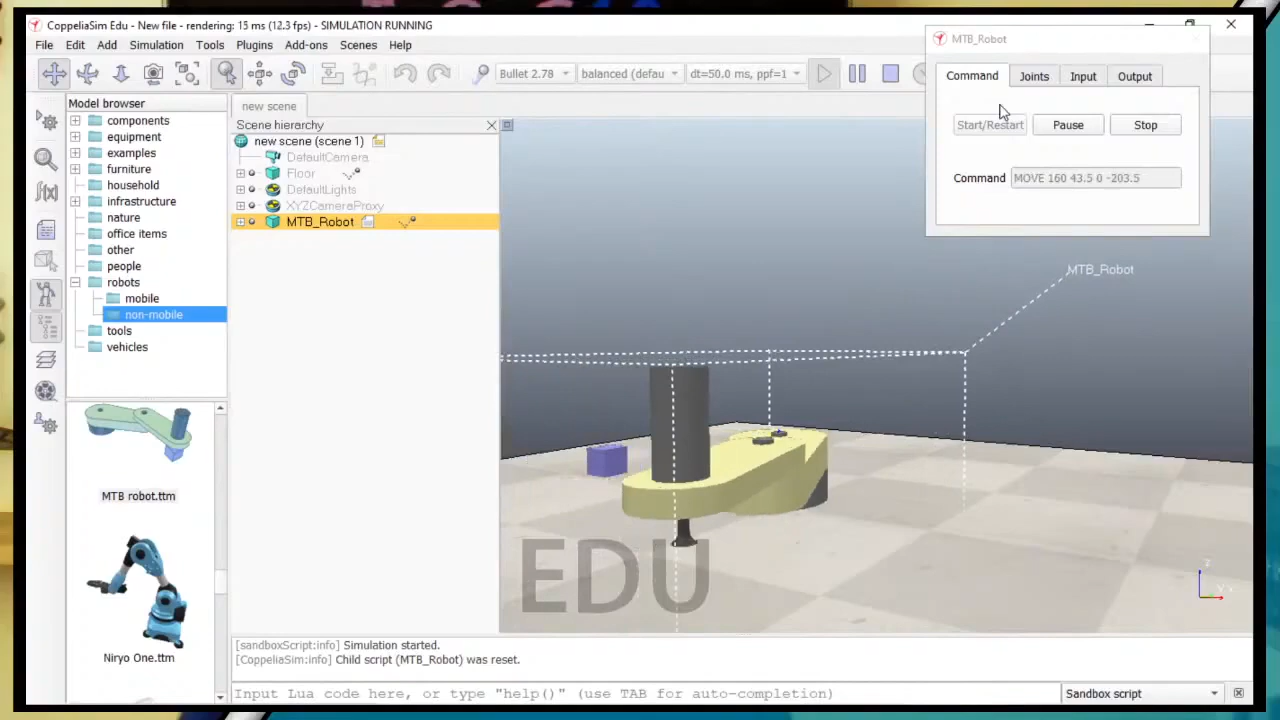 CoppeliaSim Edu - New file - rendering: 15 ms (12.3 fps) - SIMULATION RUNNING
File Edit Add Simulation Tools Plugins Add-ons Scenes Help
Bullet 2.78 balanced (defau dt=50.0 ms, ppf=1
Model browser
components
equipment
examples
furniture
household
infrastructure
nature
office items
other
people
robots
mobile
non-mobile
tools
vehicles
MTB robot.ttm
Niryo One.ttm
new scene
Scene hierarchy
new scene (scene 1)
DefaultCamera
Floor
DefaultLights
XYZCameraProxy
MTB_Robot
MTB_Robot
Command Joints Input Output
Start/Restart Pause Stop
Command MOVE 160 43.5 0 -203.5
MTB_Robot
EDU
z
[sandboxScript:info] Simulation started.
[CoppeliaSim:info] Child script (MTB_Robot) was reset.
Input Lua code here, or type "help()" (use TAB for auto-completion)
Sandbox script